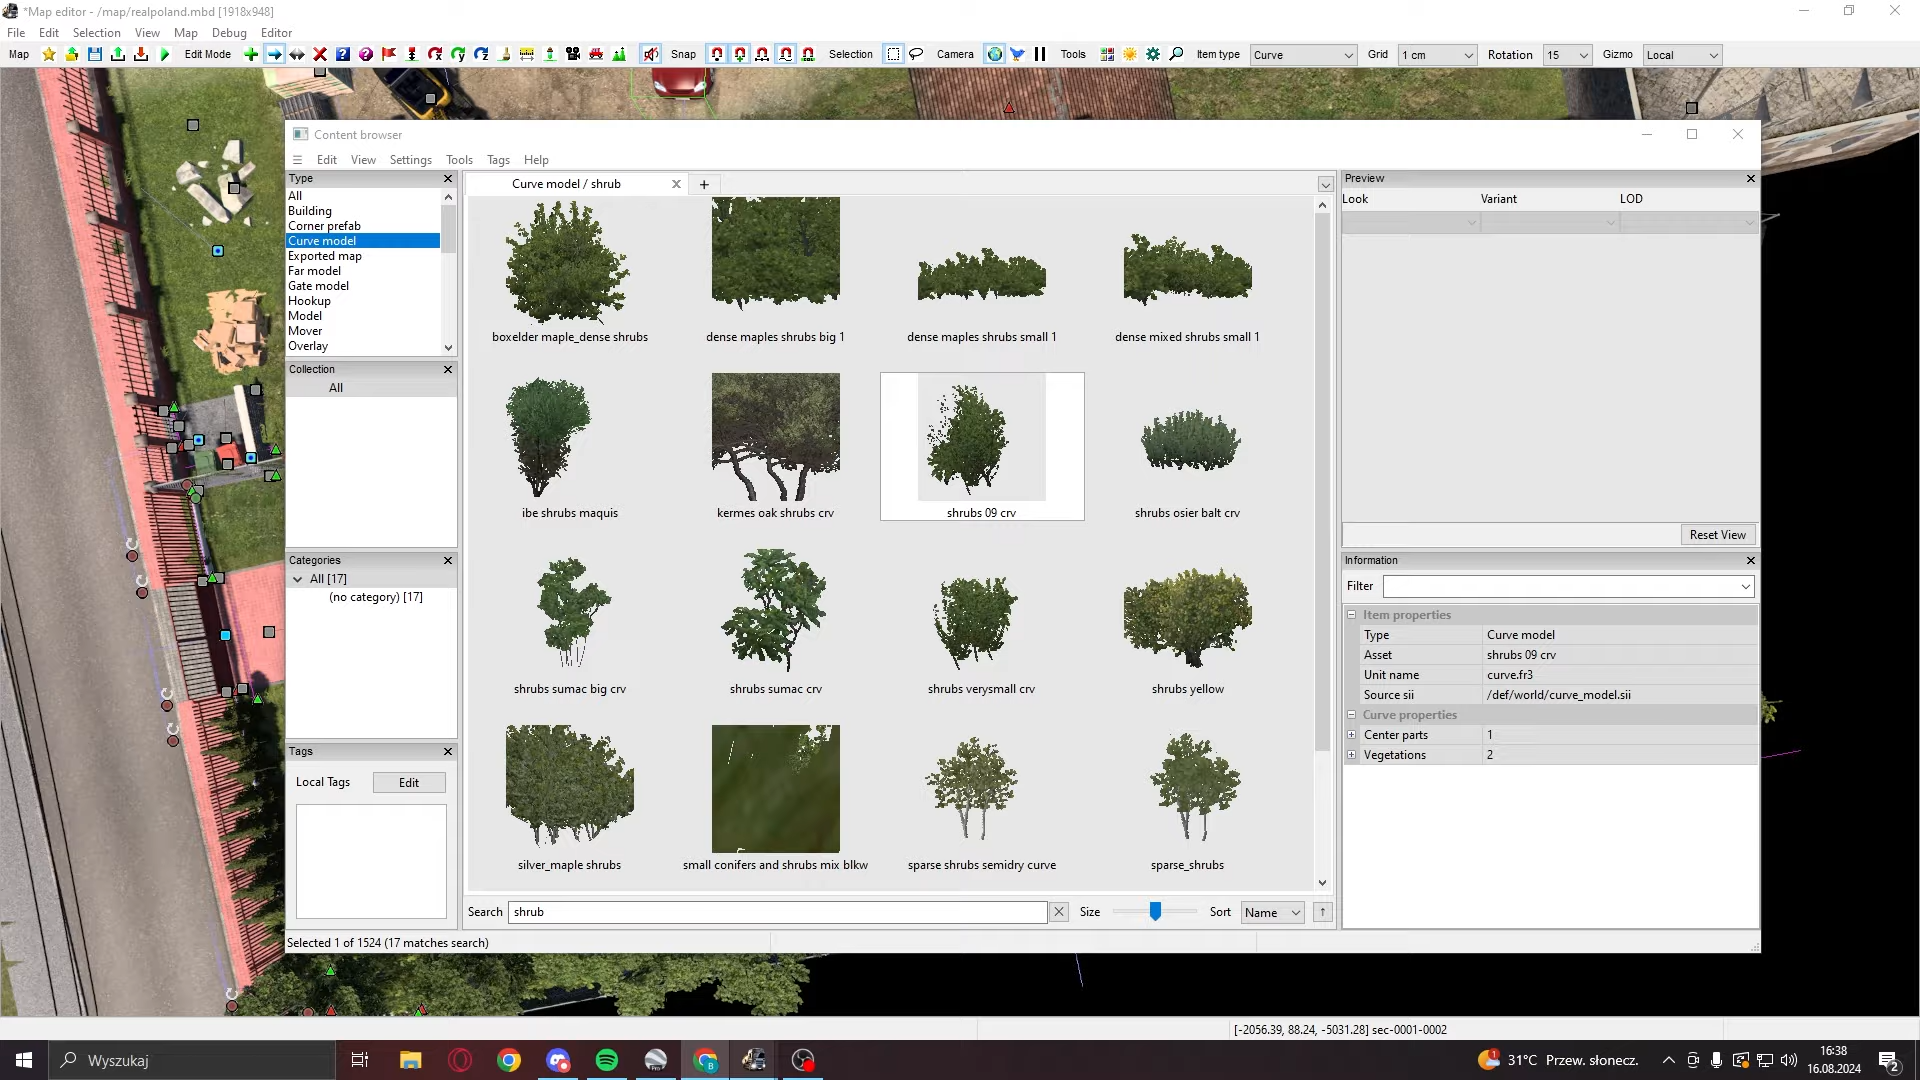 *Map editor - /map/realpoland.mbd [1918x948]
File Edit Selection View Map Debug Editor
Map Edit Mode Snap Selection Camera Tools Item type Curve Grid 1 cm Rotation 15 Gizmo Local
Content browser
Edit View Settings Tools Tags Help
Type
All
Building
Corner prefab
Curve model
Exported map
Far model
Gate model
Hookup
Model
Mover
Overlay
Collection
All
Categories
All [17]
(no category) [17]
Tags
Local Tags Edit
Curve model / shrub
boxelder maple_dense shrubs dense maples shrubs big 1 dense maples shrubs small 1 dense mixed shrubs small 1
ibe shrubs maquis kermes oak shrubs crv shrubs 09 crv shrubs osier balt crv
shrubs sumac big crv shrubs sumac crv shrubs verysmall crv shrubs yellow
silver_maple shrubs small conifers and shrubs mix blkw sparse shrubs semidry curve sparse_shrubs
Search shrub Size Sort Name
Selected 1 of 1524 (17 matches search)
Preview
Look Variant LOD
Reset View
Information
Filter
Item properties
Type Curve model
Asset shrubs 09 crv
Unit name curve.fr3
Source sii /def/world/curve_model.sii
Curve properties
Center parts 1
Vegetations 2
[-2056.39, 88.24, -5031.28] sec-0001-0002
Wyszukaj
31°C Przew. słonecz.
16:38
16.08.2024
2